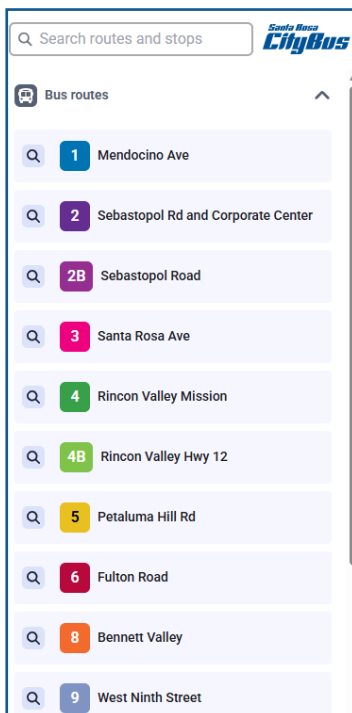 Search routes and stops
Santa Rosa
CityBus
Bus routes
1 Mendocino Ave
2 Sebastopol Rd and Corporate Center
2B Sebastopol Road
3 Santa Rosa Ave
4 Rincon Valley Mission
4B Rincon Valley Hwy 12
5 Petaluma Hill Rd
6 Fulton Road
8 Bennett Valley
9 West Ninth Street